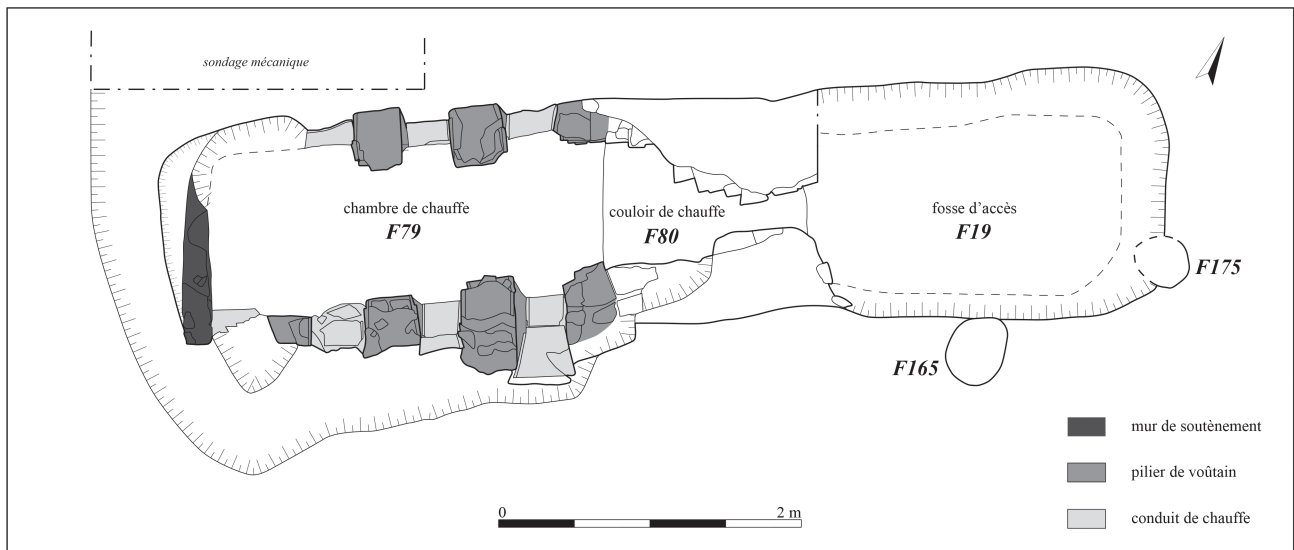 sondage mécanique
chambre de chauffe
F79
couloir de chauffe
F80
fosse d’accès
F19
F175
F165
mur de soutènement
pilier de voûtain
conduit de chauffe
0 2 m